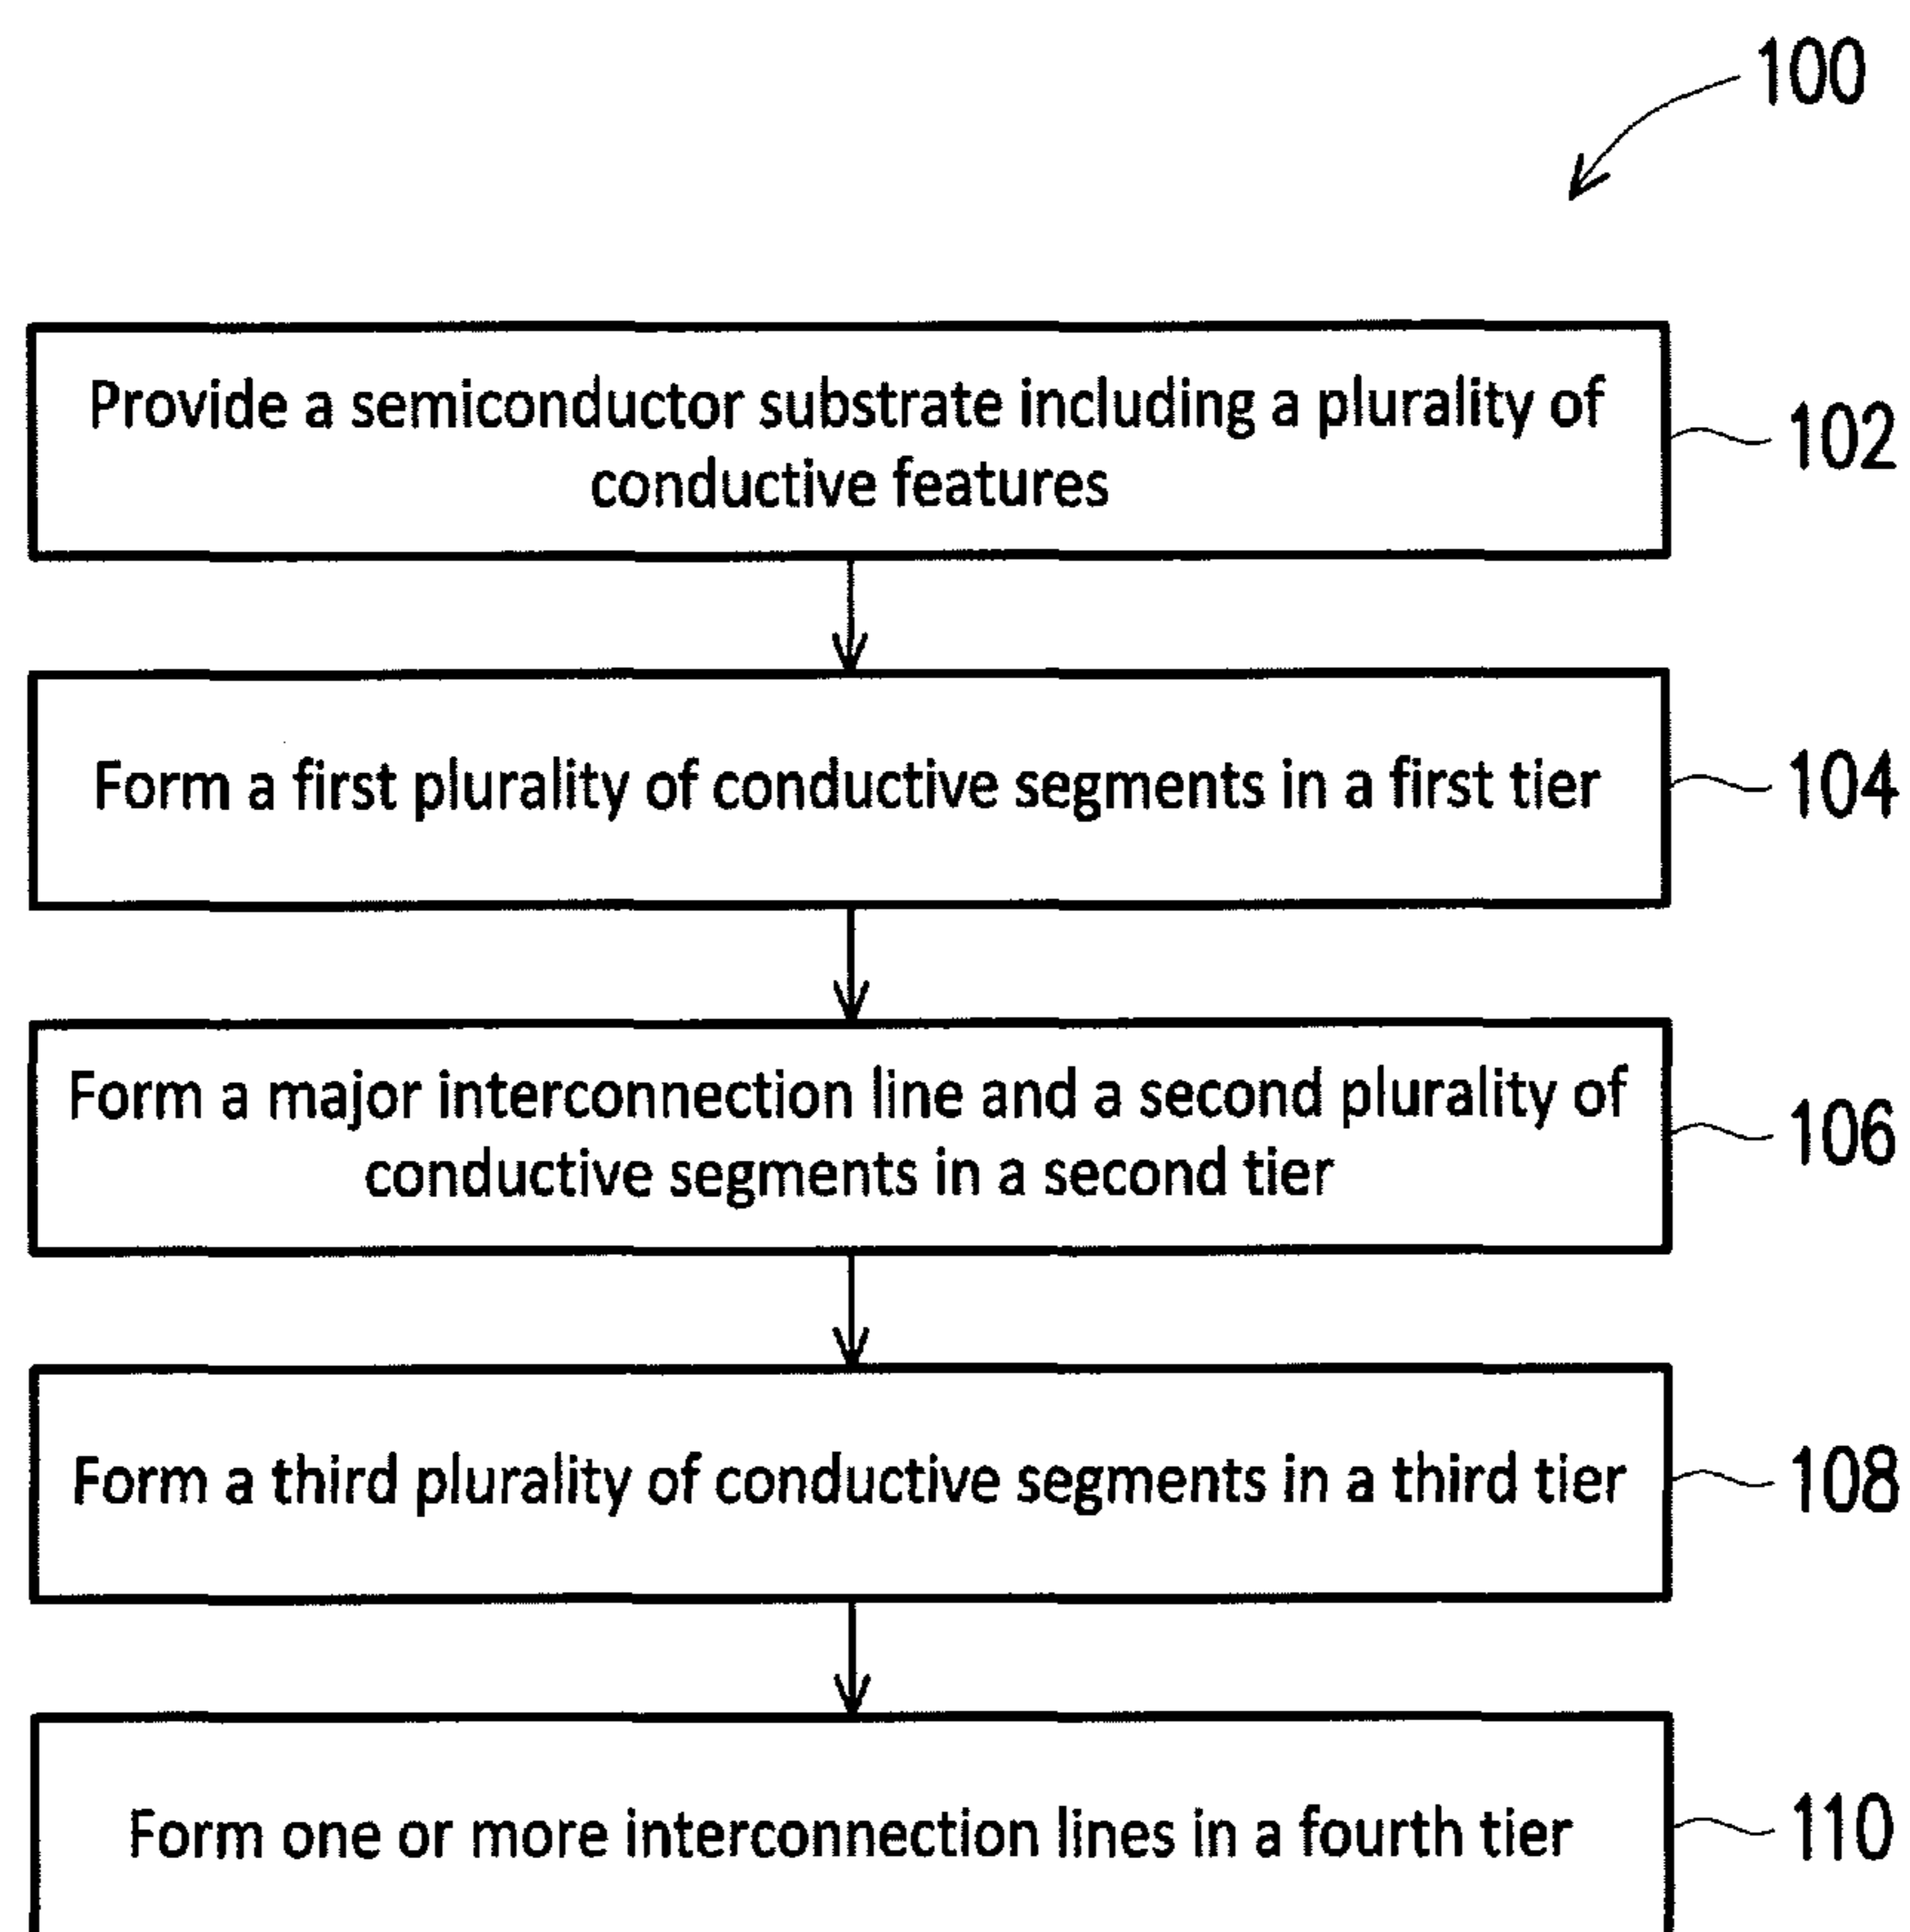 100
Provide a semiconductor substrate including a plurality of
conductive features
102
Form a first plurality of conductive segments in a first tier
104
Form a major interconnection line and a second plurality of
conductive segments in a second tier
106
Form a third plurality of conductive segments in a third tier
108
Form one or more interconnection lines in a fourth tier
110